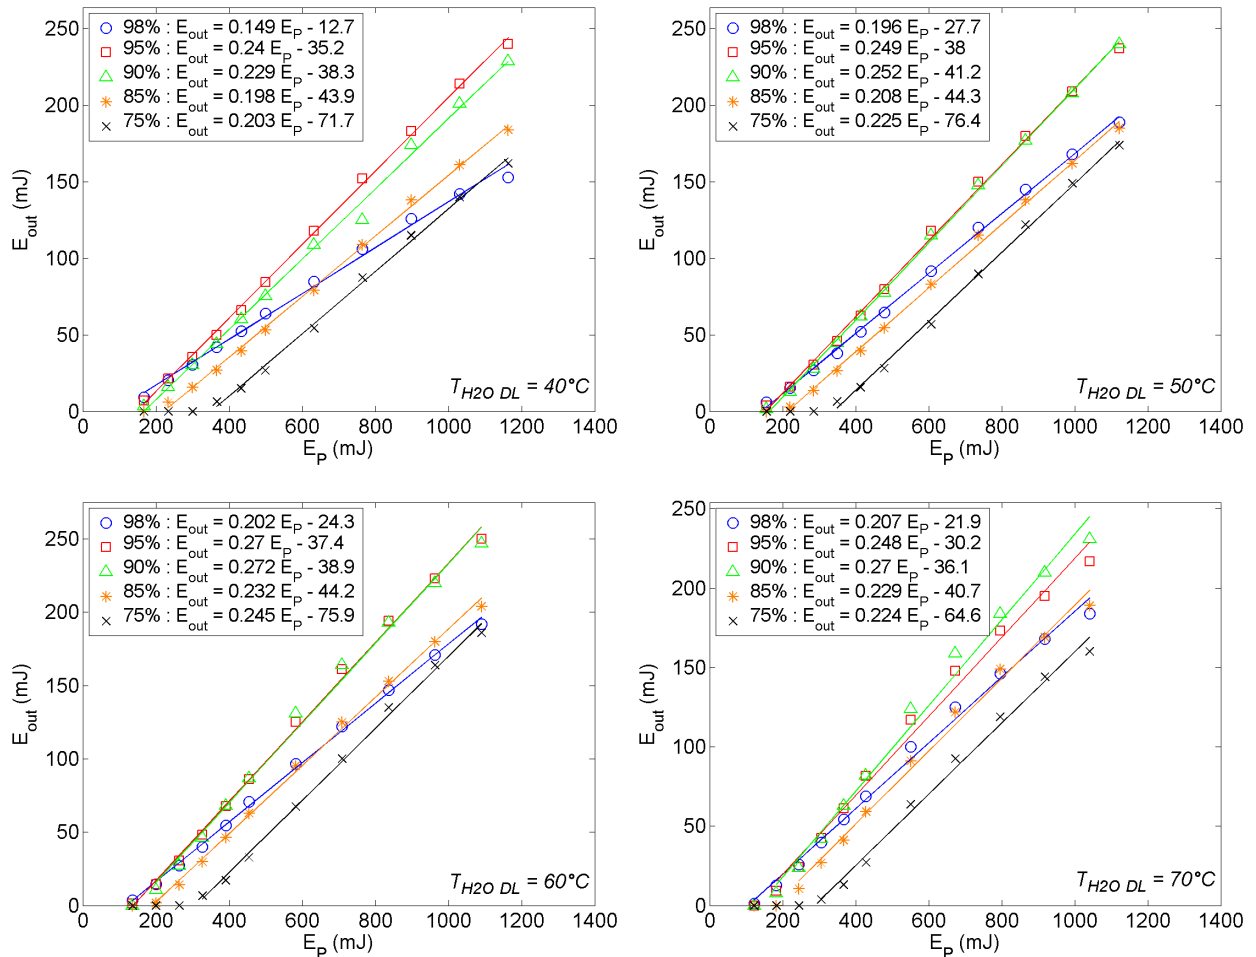 98% : E_out = 0.149 E_P - 12.7
95% : E_out = 0.24 E_P - 35.2
90% : E_out = 0.229 E_P - 38.3
85% : E_out = 0.198 E_P - 43.9
75% : E_out = 0.203 E_P - 71.7
250
200
150
100
50
0
E_out (mJ)
T_H2O DL = 40°C
0 200 400 600 800 1000 1200 1400
E_P (mJ)
98% : E_out = 0.196 E_P - 27.7
95% : E_out = 0.249 E_P - 38
90% : E_out = 0.252 E_P - 41.2
85% : E_out = 0.208 E_P - 44.3
75% : E_out = 0.225 E_P - 76.4
250
200
150
100
50
0
E_out (mJ)
T_H2O DL = 50°C
0 200 400 600 800 1000 1200 1400
E_P (mJ)
98% : E_out = 0.202 E_P - 24.3
95% : E_out = 0.27 E_P - 37.4
90% : E_out = 0.272 E_P - 38.9
85% : E_out = 0.232 E_P - 44.2
75% : E_out = 0.245 E_P - 75.9
250
200
150
100
50
0
E_out (mJ)
T_H2O DL = 60°C
0 200 400 600 800 1000 1200 1400
E_P (mJ)
98% : E_out = 0.207 E_P - 21.9
95% : E_out = 0.248 E_P - 30.2
90% : E_out = 0.27 E_P - 36.1
85% : E_out = 0.229 E_P - 40.7
75% : E_out = 0.224 E_P - 64.6
250
200
150
100
50
0
E_out (mJ)
T_H2O DL = 70°C
0 200 400 600 800 1000 1200 1400
E_P (mJ)